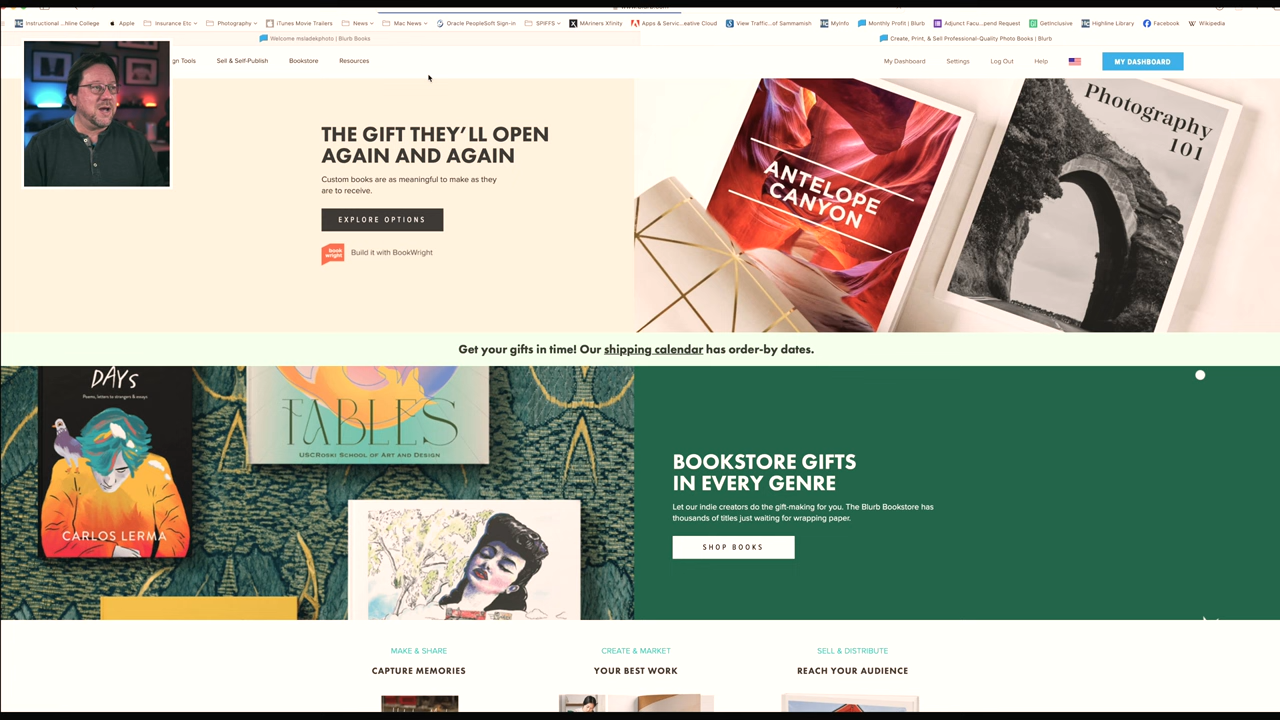 Instructional ...hline College
Apple
Insurance Etc
Photography
iTunes Movie Trailers
News
Mac News
Oracle PeopleSoft Sign-in
SPIFFS
MAriners Xfinity
Apps & Servic...eative Cloud
View Traffic...of Sammamish
MyInfo
Monthly Profit | Blurb
Adjunct Facu...pend Request
GetInclusive
Highline Library
Facebook
Wikipedia
Welcome msladekphoto | Blurb Books
Create, Print, & Sell Professional-Quality Photo Books | Blurb
gn Tools
Sell & Self-Publish
Bookstore
Resources
My Dashboard
Settings
Log Out
Help
MY DASHBOARD
THE GIFT THEY'LL OPEN
AGAIN AND AGAIN
Custom books are as meaningful to make as they
are to receive.
EXPLORE OPTIONS
book
wright
Build it with BookWright
ANTELOPE
CANYON
Photography
101
Get your gifts in time! Our shipping calendar has order-by dates.
DAYS
Poems, letters to strangers & essays
CARLOS LERMA
TABLES
USC Roski School of Art and Design
BOOKSTORE GIFTS
IN EVERY GENRE
Let our indie creators do the gift-making for you. The Blurb Bookstore has
thousands of titles just waiting for wrapping paper.
SHOP BOOKS
MAKE & SHARE
CAPTURE MEMORIES
CREATE & MARKET
YOUR BEST WORK
SELL & DISTRIBUTE
REACH YOUR AUDIENCE